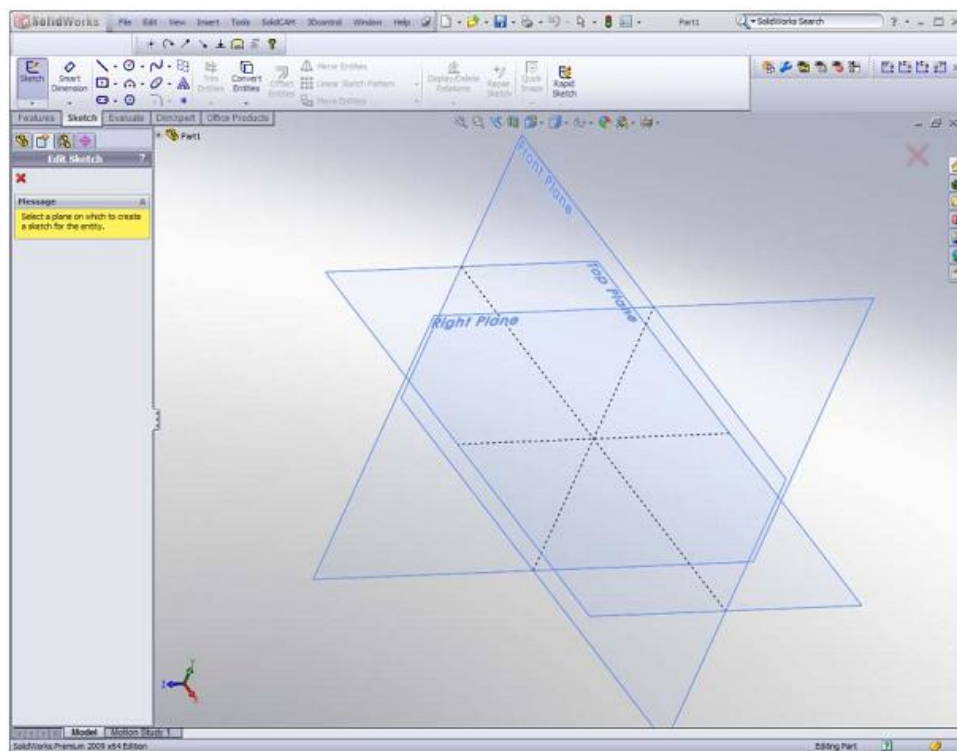 SolidWorks File Edit View Insert Tools SolidCAM 3Dcontrol Window Help Part1 SolidWorks Search ?
Sketch Smart Dimension Trim Entities Convert Entities Offset Entities Mirror Entities Linear Sketch Pattern Move Entities Display/Delete Relations Repair Sketch Quick Snaps Rapid Sketch
Features Sketch Evaluate DimXpert Office Products
Part1
Edit Sketch ?
Message
Select a plane on which to create
a sketch for the entity.
Front Plane
Top Plane
Right Plane
Y
Z
X
Model Motion Study 1
SolidWorks Premium 2009 x64 Edition Editing Part